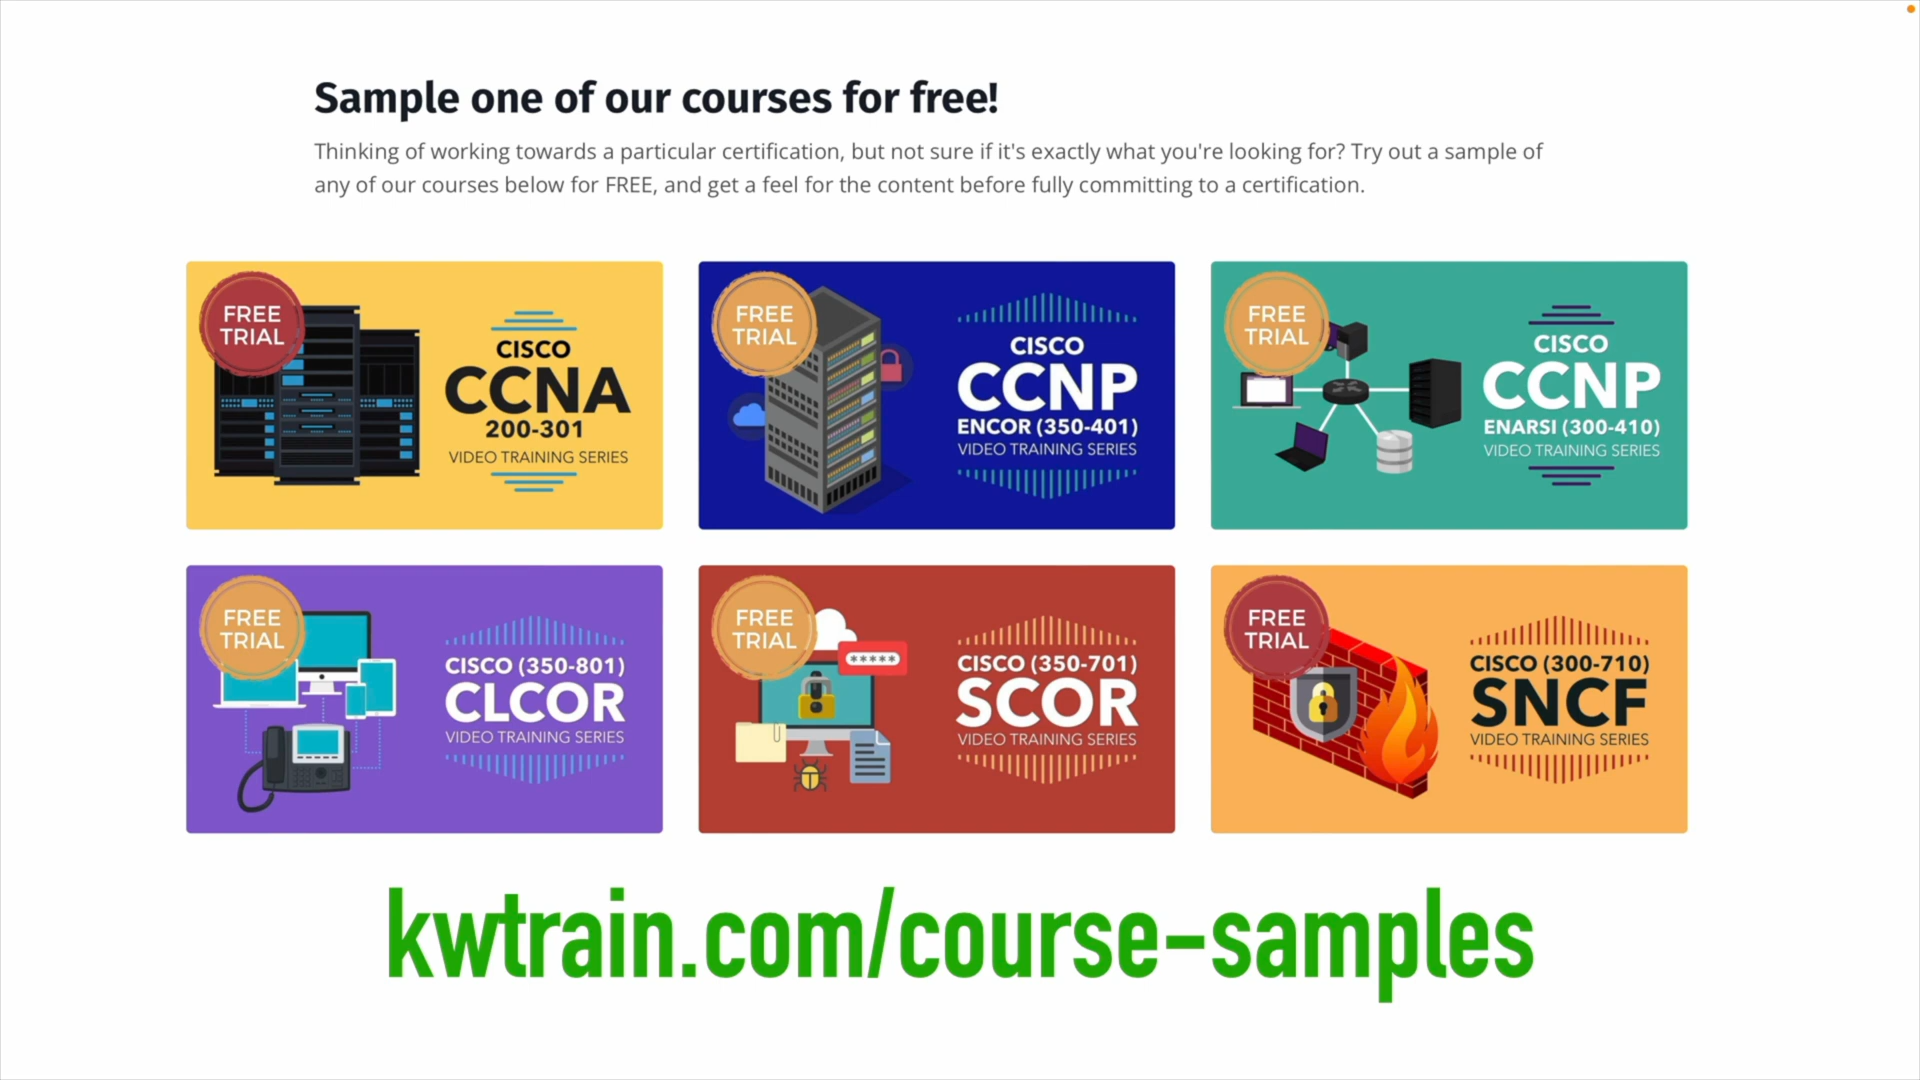 Sample one of our courses for free!
Thinking of working towards a particular certification, but not sure if it's exactly what you're looking for? Try out a sample of
any of our courses below for FREE, and get a feel for the content before fully committing to a certification.
FREE
TRIAL
CISCO
CCNA
200-301
VIDEO TRAINING SERIES
FREE
TRIAL
CISCO
CCNP
ENCOR (350-401)
VIDEO TRAINING SERIES
FREE
TRIAL
CISCO
CCNP
ENARSI (300-410)
VIDEO TRAINING SERIES
FREE
TRIAL
CISCO (350-801)
CLCOR
VIDEO TRAINING SERIES
FREE
TRIAL
*****
CISCO (350-701)
SCOR
VIDEO TRAINING SERIES
FREE
TRIAL
CISCO (300-710)
SNCF
VIDEO TRAINING SERIES
kwtrain.com/course-samples